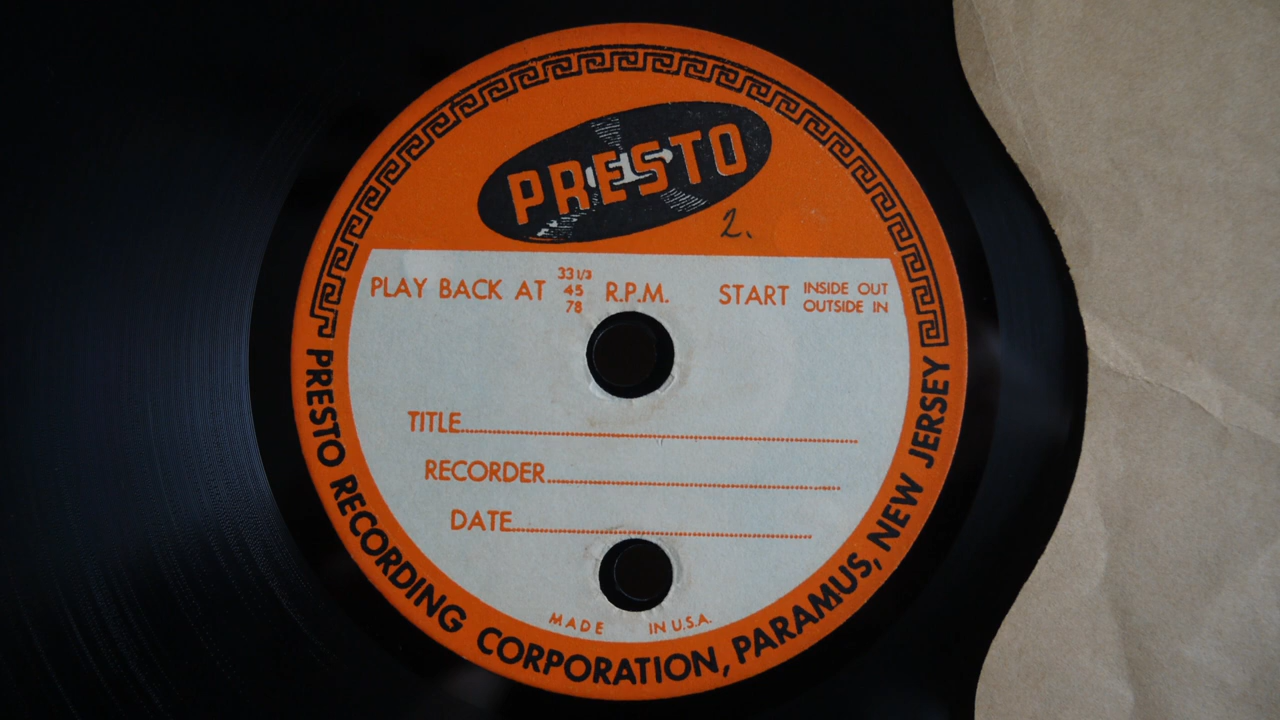 PRESTO
2.
PLAY BACK AT 33 1/3 45 78 R.P.M. START INSIDE OUT OUTSIDE IN
TITLE
RECORDER
DATE
MADE IN U.S.A.
PRESTO RECORDING CORPORATION, PARAMUS, NEW JERSEY